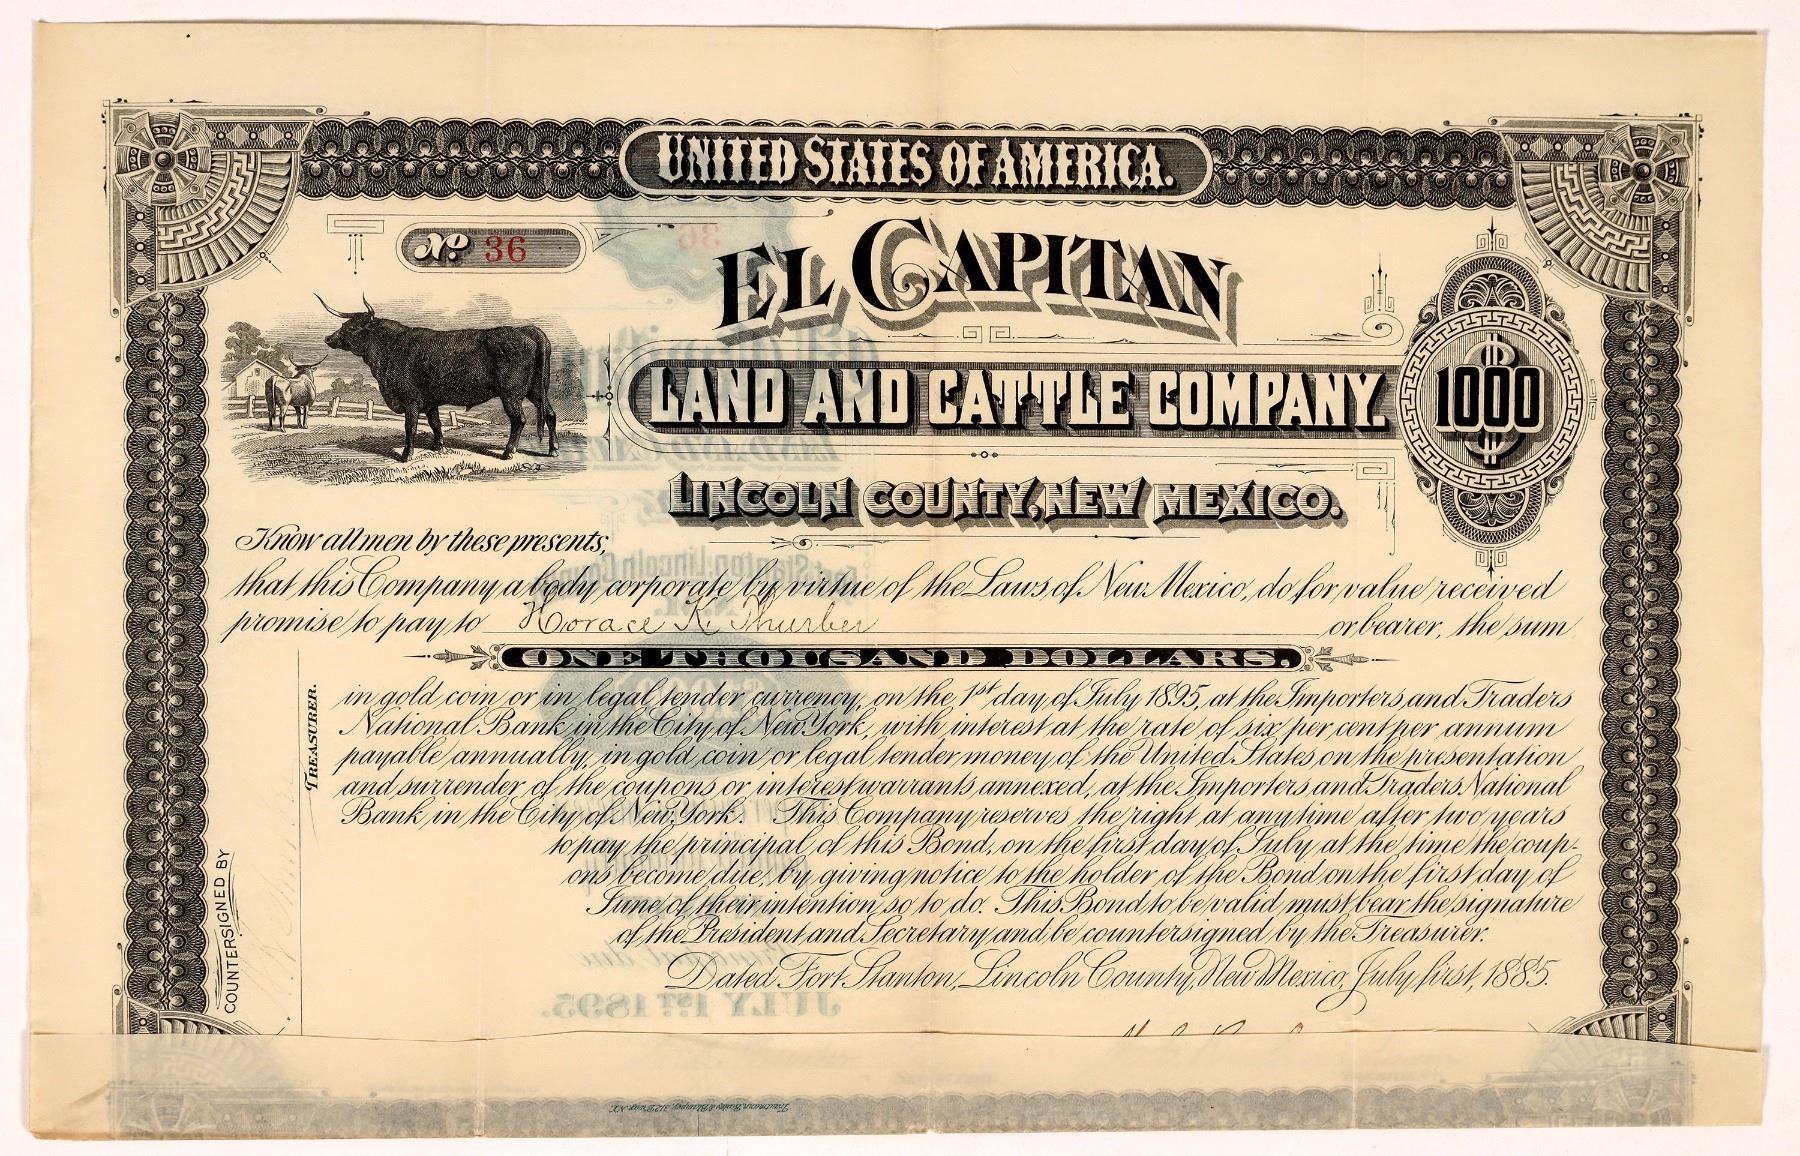 UNITED STATES OF AMERICA.
No. 36
EL CAPITAN
LAND AND CATTLE COMPANY.
$1000
LINCOLN COUNTY, NEW MEXICO.
Know all men by these presents,
that this Company a body corporate by virtue of the Laws of New Mexico, do for value received
promise to pay to Horace K. Thurber or bearer, the sum
ONE THOUSAND DOLLARS.
in gold coin or in legal tender currency, on the 1st day of July 1895, at the Importers and Traders
National Bank in the City of New York, with interest at the rate of six per cent per annum
payable annually, in gold coin or legal tender money of the United States on the presentation
and surrender of the coupons or interest warrants annexed, at the Importers and Traders National
Bank in the City of New York. This Company reserves the right at any time after two years
to pay the principal of this Bond, on the first day of July at the time the coup-
ons become due, by giving notice to the holder of the Bond on the first day of
June of their intention so to do. This Bond to be valid must bear the signature
of the President and Secretary and be countersigned by the Treasurer.
Dated Fort Stanton, Lincoln County, New Mexico, July first, 1885.
COUNTERSIGNED BY
TREASURER.
36
JULY 1ST 1895.